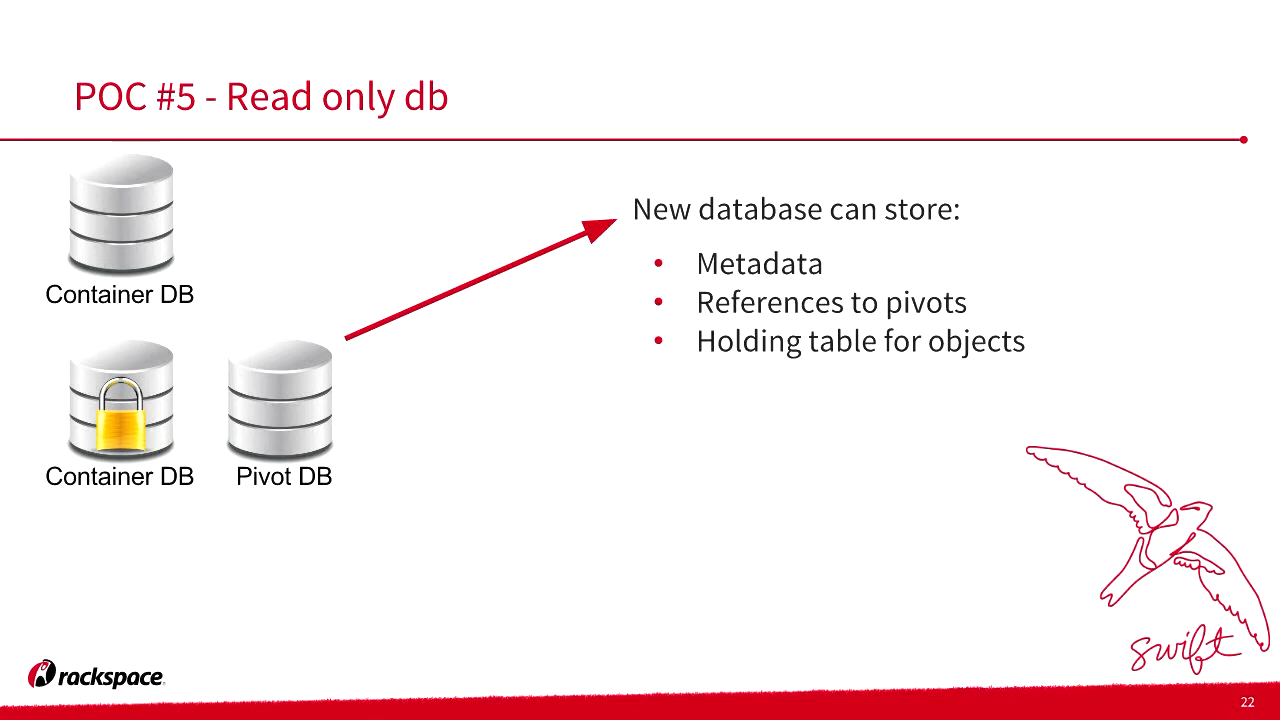 POC #5 - Read only db
Container DB
Container DB
Pivot DB
New database can store:
• Metadata
• References to pivots
• Holding table for objects
swift
rackspace
22